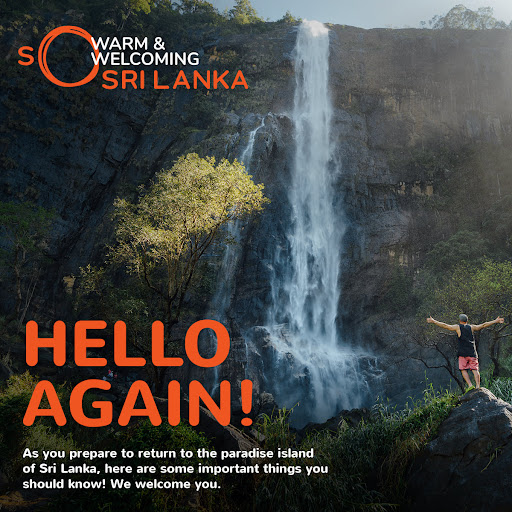 SO WARM &
WELCOMING
SRI LANKA
HELLO
AGAIN!
As you prepare to return to the paradise island
of Sri Lanka, here are some important things you
should know! We welcome you.